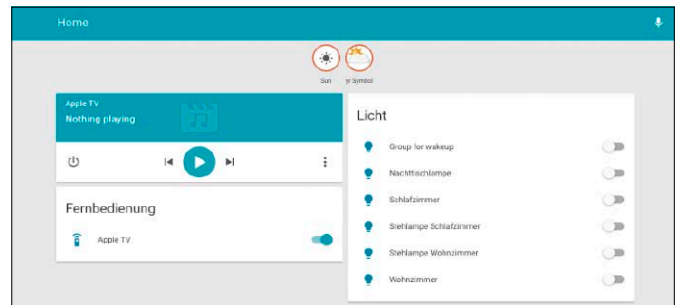 Home
Sun
yr Symbol
Apple TV
Nothing playing
Fernbedienung
Apple TV
Licht
Group for wakeup
Nachttischlampe
Schlafzimmer
Stehlampe Schlafzimmer
Stehlampe Wohnzimmer
Wohnzimmer